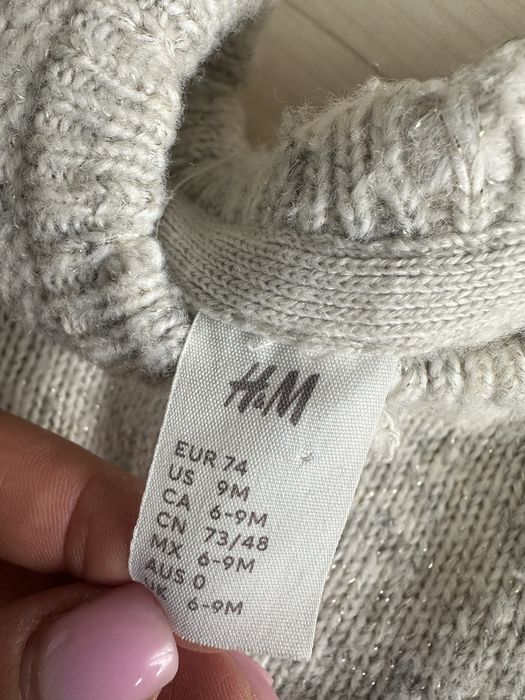 H&M
EUR 74
US 9M
CA 6-9M
CN 73/48
MX 6-9M
AUS 0
UK 6-9M